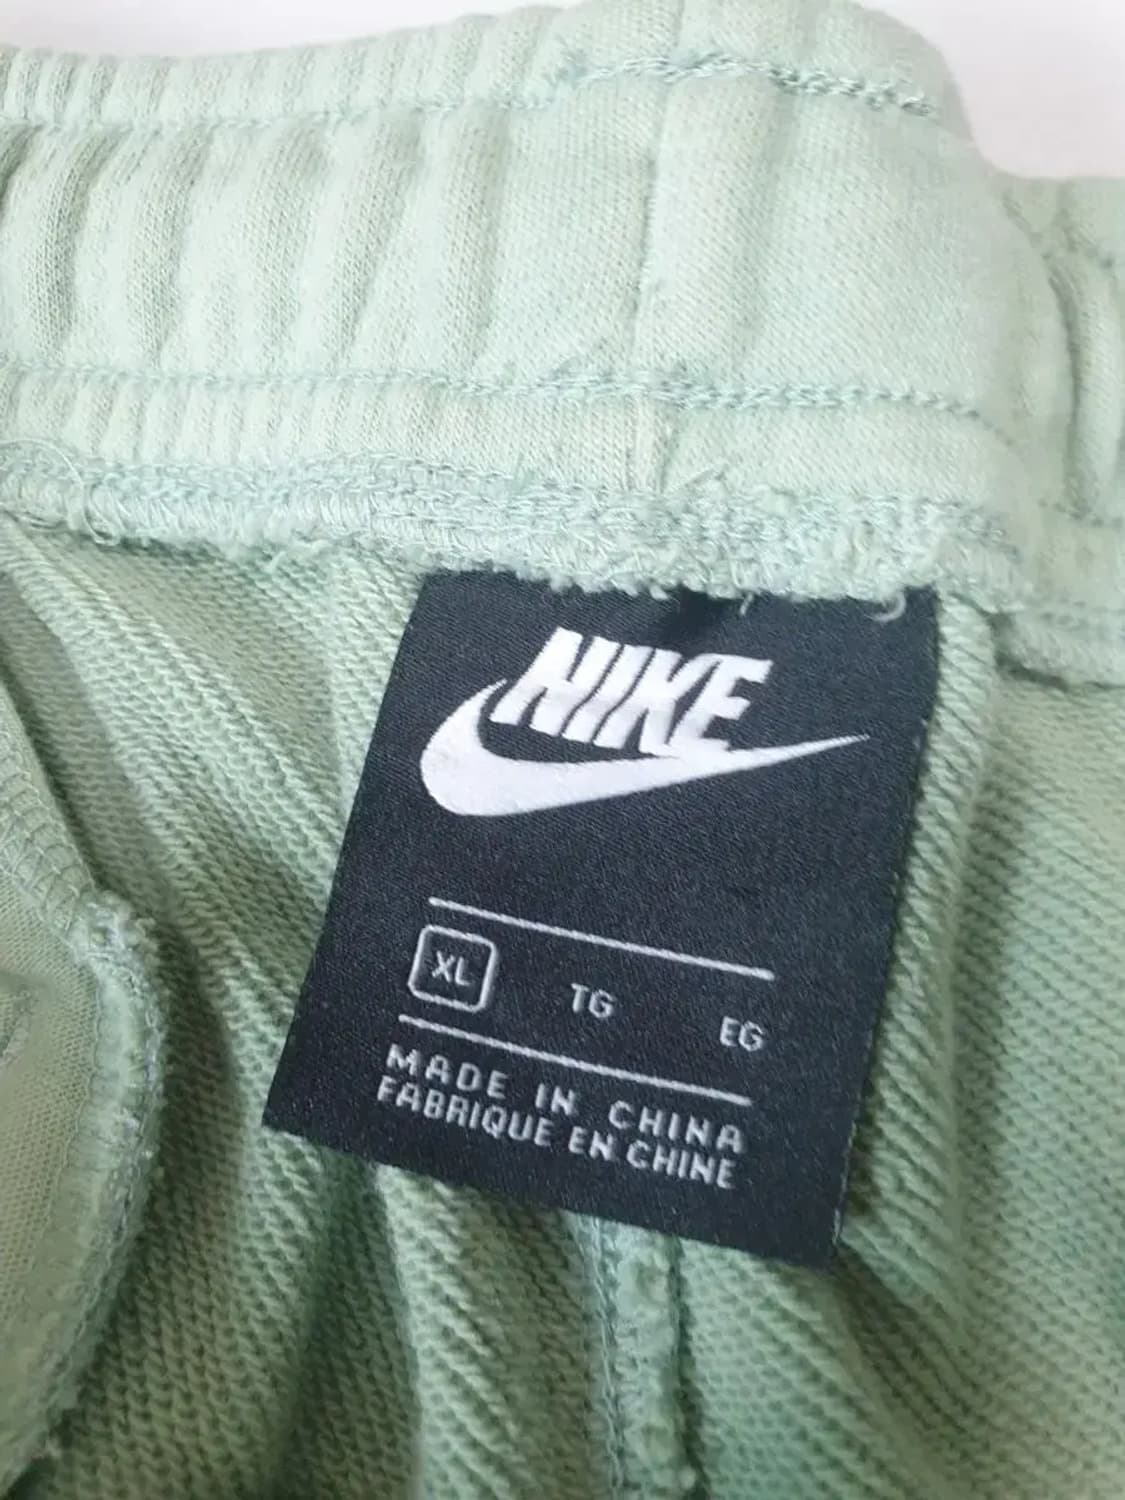 NIKE
XL TG EG
MADE IN CHINA
FABRIQUE EN CHINE